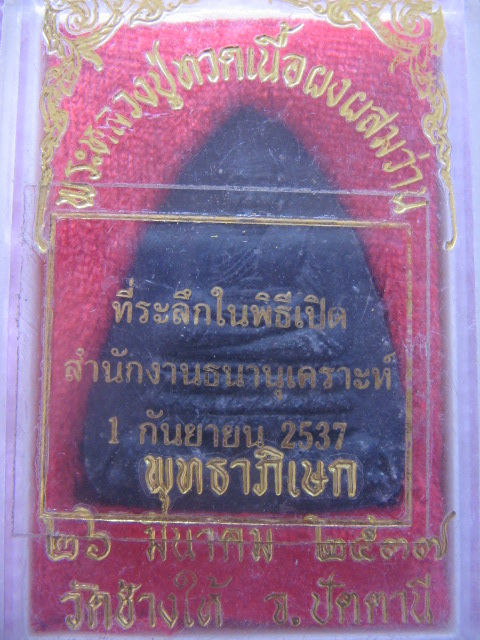 พระหลวงปู่ทวดเนื้อผงผสมว่าน
ที่ระลึกในพิธีเปิด
สำนักงานธนานุเคราะห์
1 กันยายน 2537
พุทธาภิเษก
๒๖ มีนาคม ๒๕๓๗
วัดช้างให้ จ.ปัตตานี